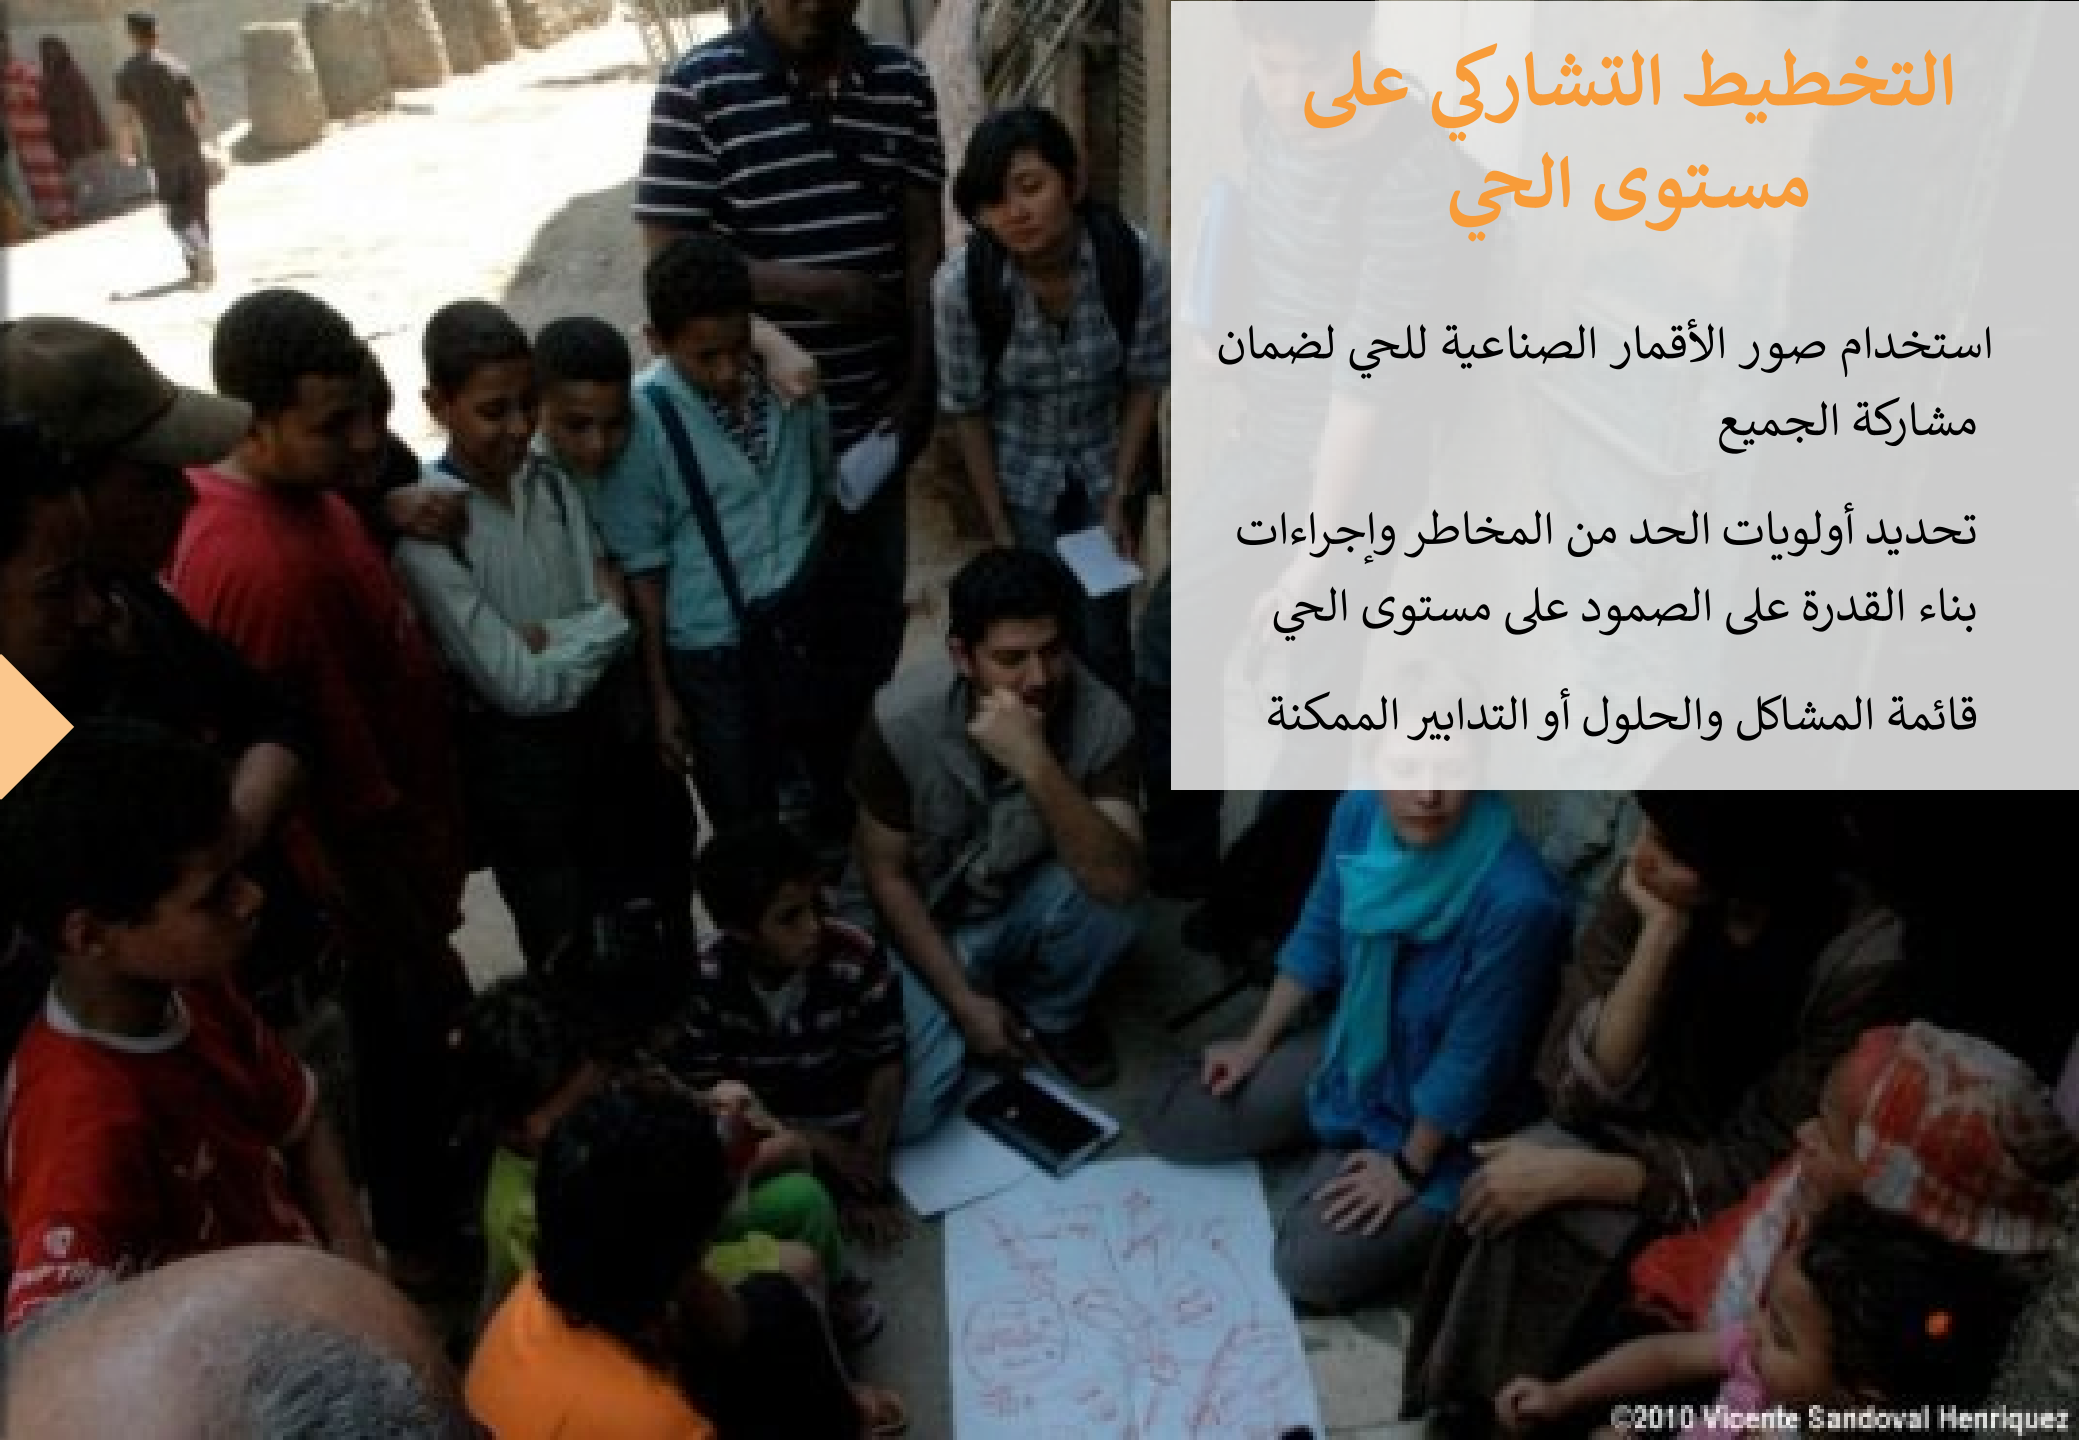 التخطيط التشاركي على
مستوى الحي
استخدام صور الأقمار الصناعية للحي لضمان
مشاركة الجميع
تحديد أولويات الحد من المخاطر وإجراءات
بناء القدرة على الصمود على مستوى الحي
قائمة المشاكل والحلول أو التدابير الممكنة
©2010 Vicente Sandoval Henriquez